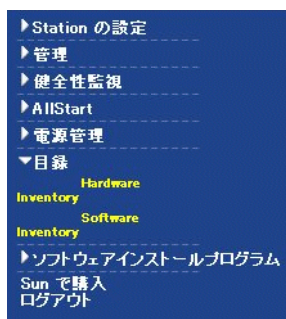 Station の設定
管理
健全性監視
AllStart
電源管理
目録
Hardware
Inventory
Software
Inventory
ソフトウェアインストールプログラム
Sun で購入
ログアウト